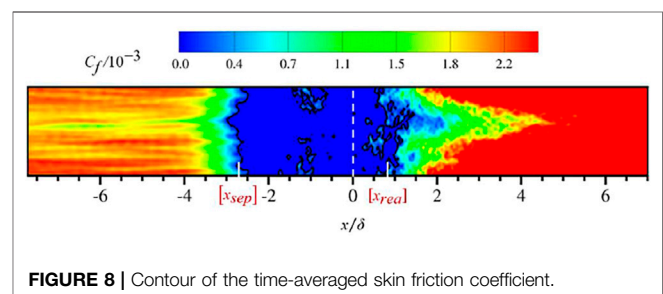 C_f/10^-3
0.0 0.4 0.7 1.1 1.5 1.8 2.2
-6 -4 [x_sep] -2 0 [x_rea] 2 4 6
x/δ
FIGURE 8 | Contour of the time-averaged skin friction coefficient.